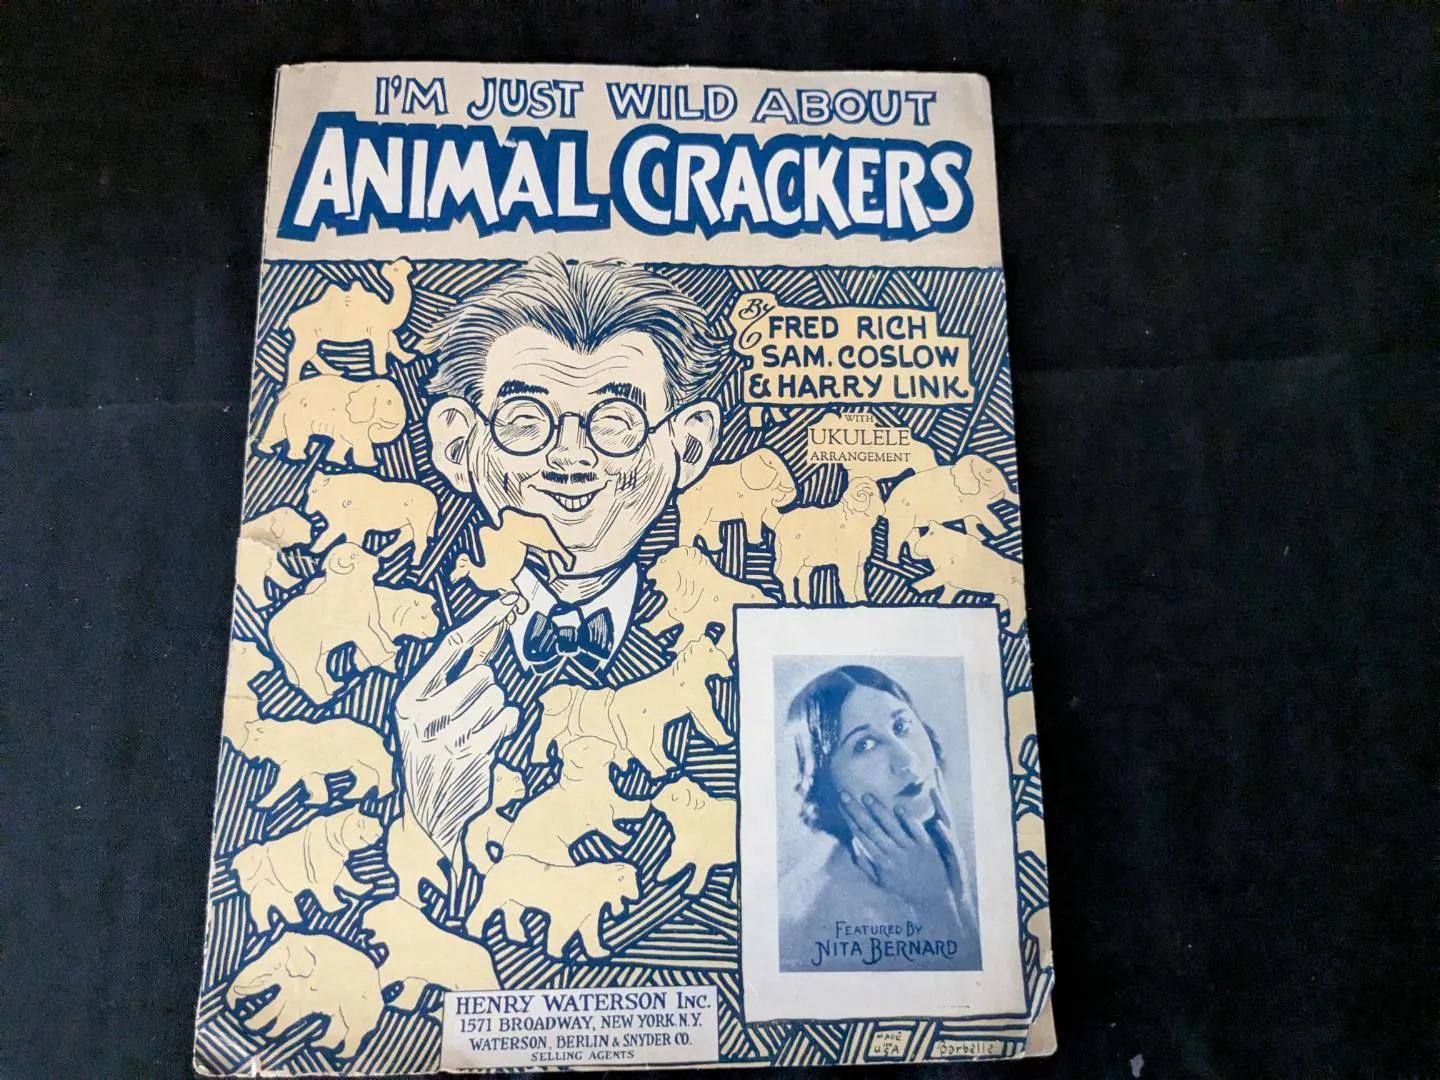 I'M JUST WILD ABOUT
ANIMAL CRACKERS
By
FRED RICH
SAM. COSLOW
& HARRY LINK
WITH
UKULELE
ARRANGEMENT
FEATURED BY
NITA BERNARD
HENRY WATERSON INC.
1571 BROADWAY, NEW YORK N.Y.
WATERSON, BERLIN & SNYDER CO.
SELLING AGENTS
MADE
IN
USA
Barbelle